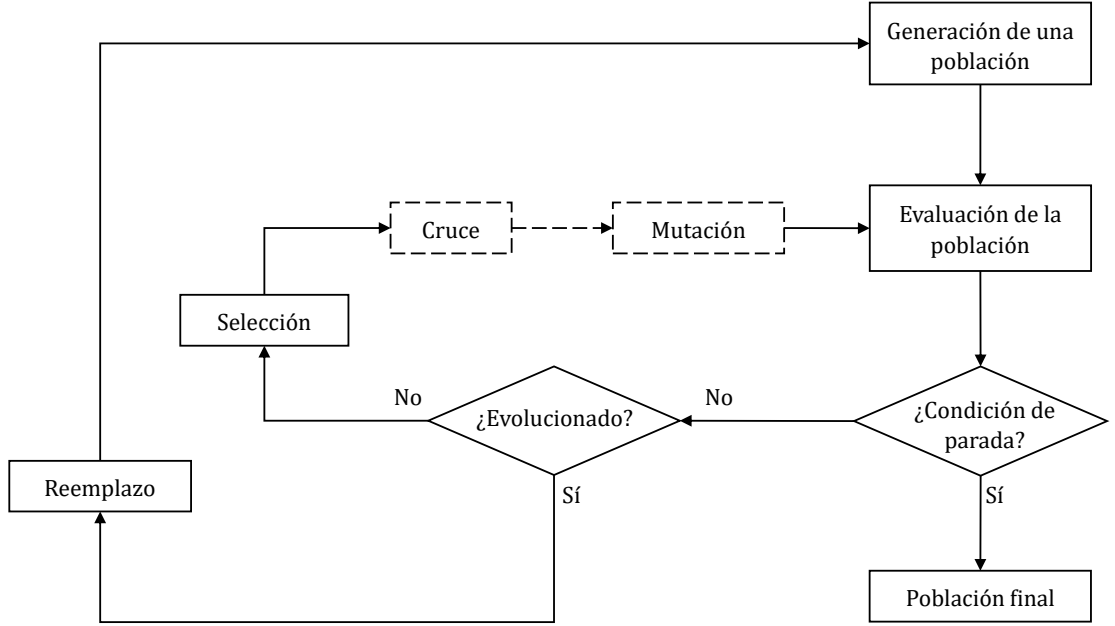 Generación de una
población
Cruce
Mutación
Evaluación de la
población
Selección
No
¿Evolucionado?
No
¿Condición de
parada?
Reemplazo
Sí
Sí
Población final